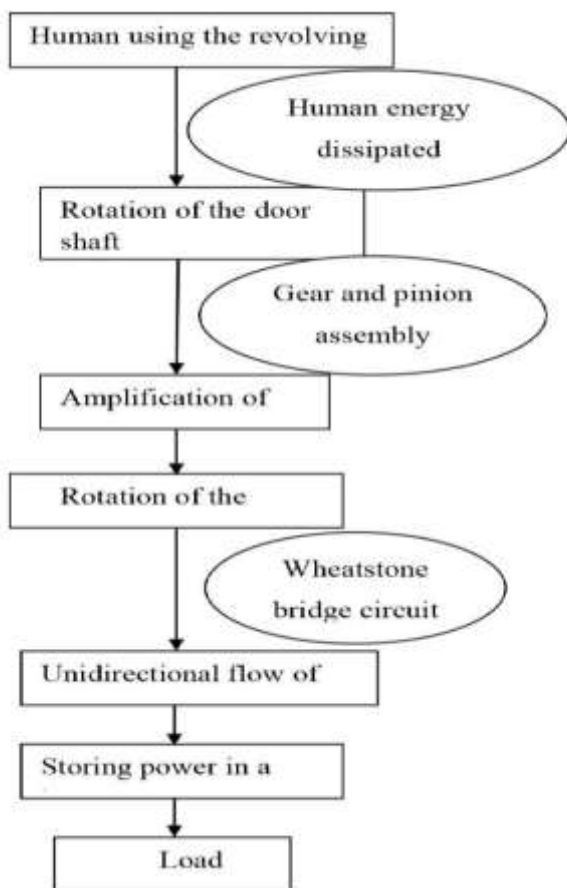 Human using the revolving
Human energy
dissipated
Rotation of the door
shaft
Gear and pinion
assembly
Amplification of
Rotation of the
Wheatstone
bridge circuit
Unidirectional flow of
Storing power in a
Load